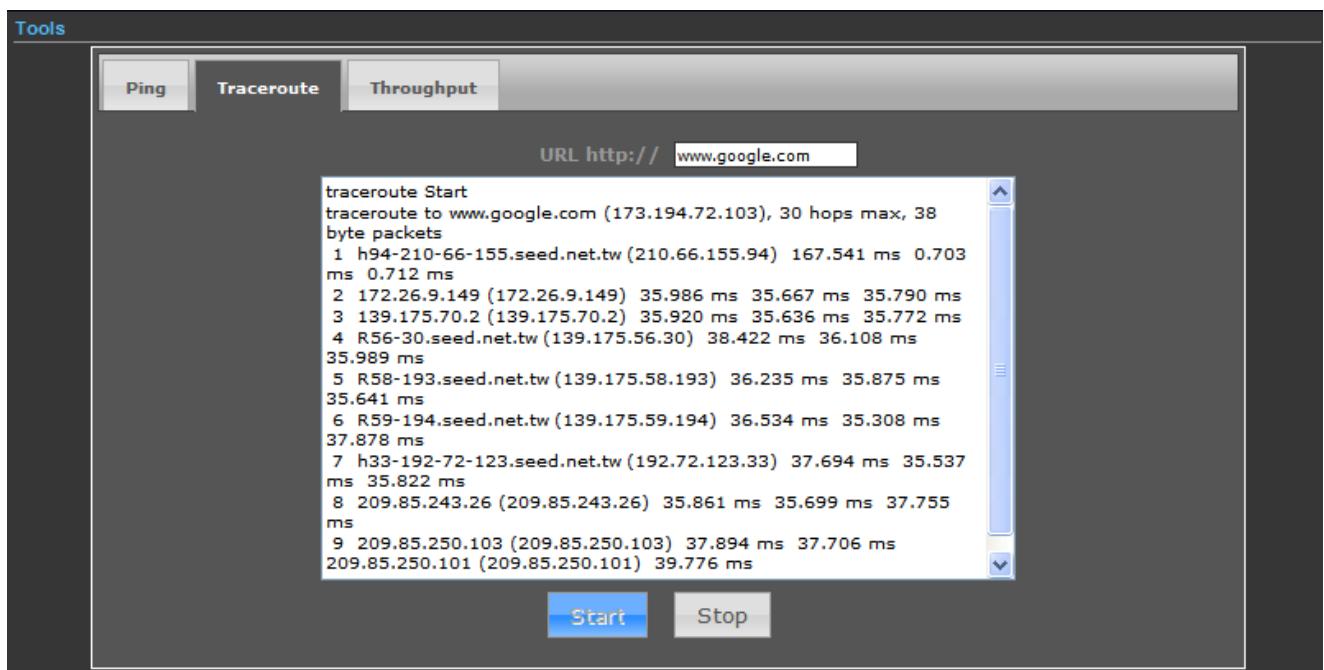 Tools
Ping Traceroute Throughput
URL http:// www.google.com
traceroute Start
traceroute to www.google.com (173.194.72.103), 30 hops max, 38
byte packets
1 h94-210-66-155.seed.net.tw (210.66.155.94) 167.541 ms 0.703
ms 0.712 ms
2 172.26.9.149 (172.26.9.149) 35.986 ms 35.667 ms 35.790 ms
3 139.175.70.2 (139.175.70.2) 35.920 ms 35.636 ms 35.772 ms
4 R56-30.seed.net.tw (139.175.56.30) 38.422 ms 36.108 ms
35.989 ms
5 R58-193.seed.net.tw (139.175.58.193) 36.235 ms 35.875 ms
35.641 ms
6 R59-194.seed.net.tw (139.175.59.194) 36.534 ms 35.308 ms
37.878 ms
7 h33-192-72-123.seed.net.tw (192.72.123.33) 37.694 ms 35.537
ms 35.822 ms
8 209.85.243.26 (209.85.243.26) 35.861 ms 35.699 ms 37.755
ms
9 209.85.250.103 (209.85.250.103) 37.894 ms 37.706 ms
209.85.250.101 (209.85.250.101) 39.776 ms
Start Stop